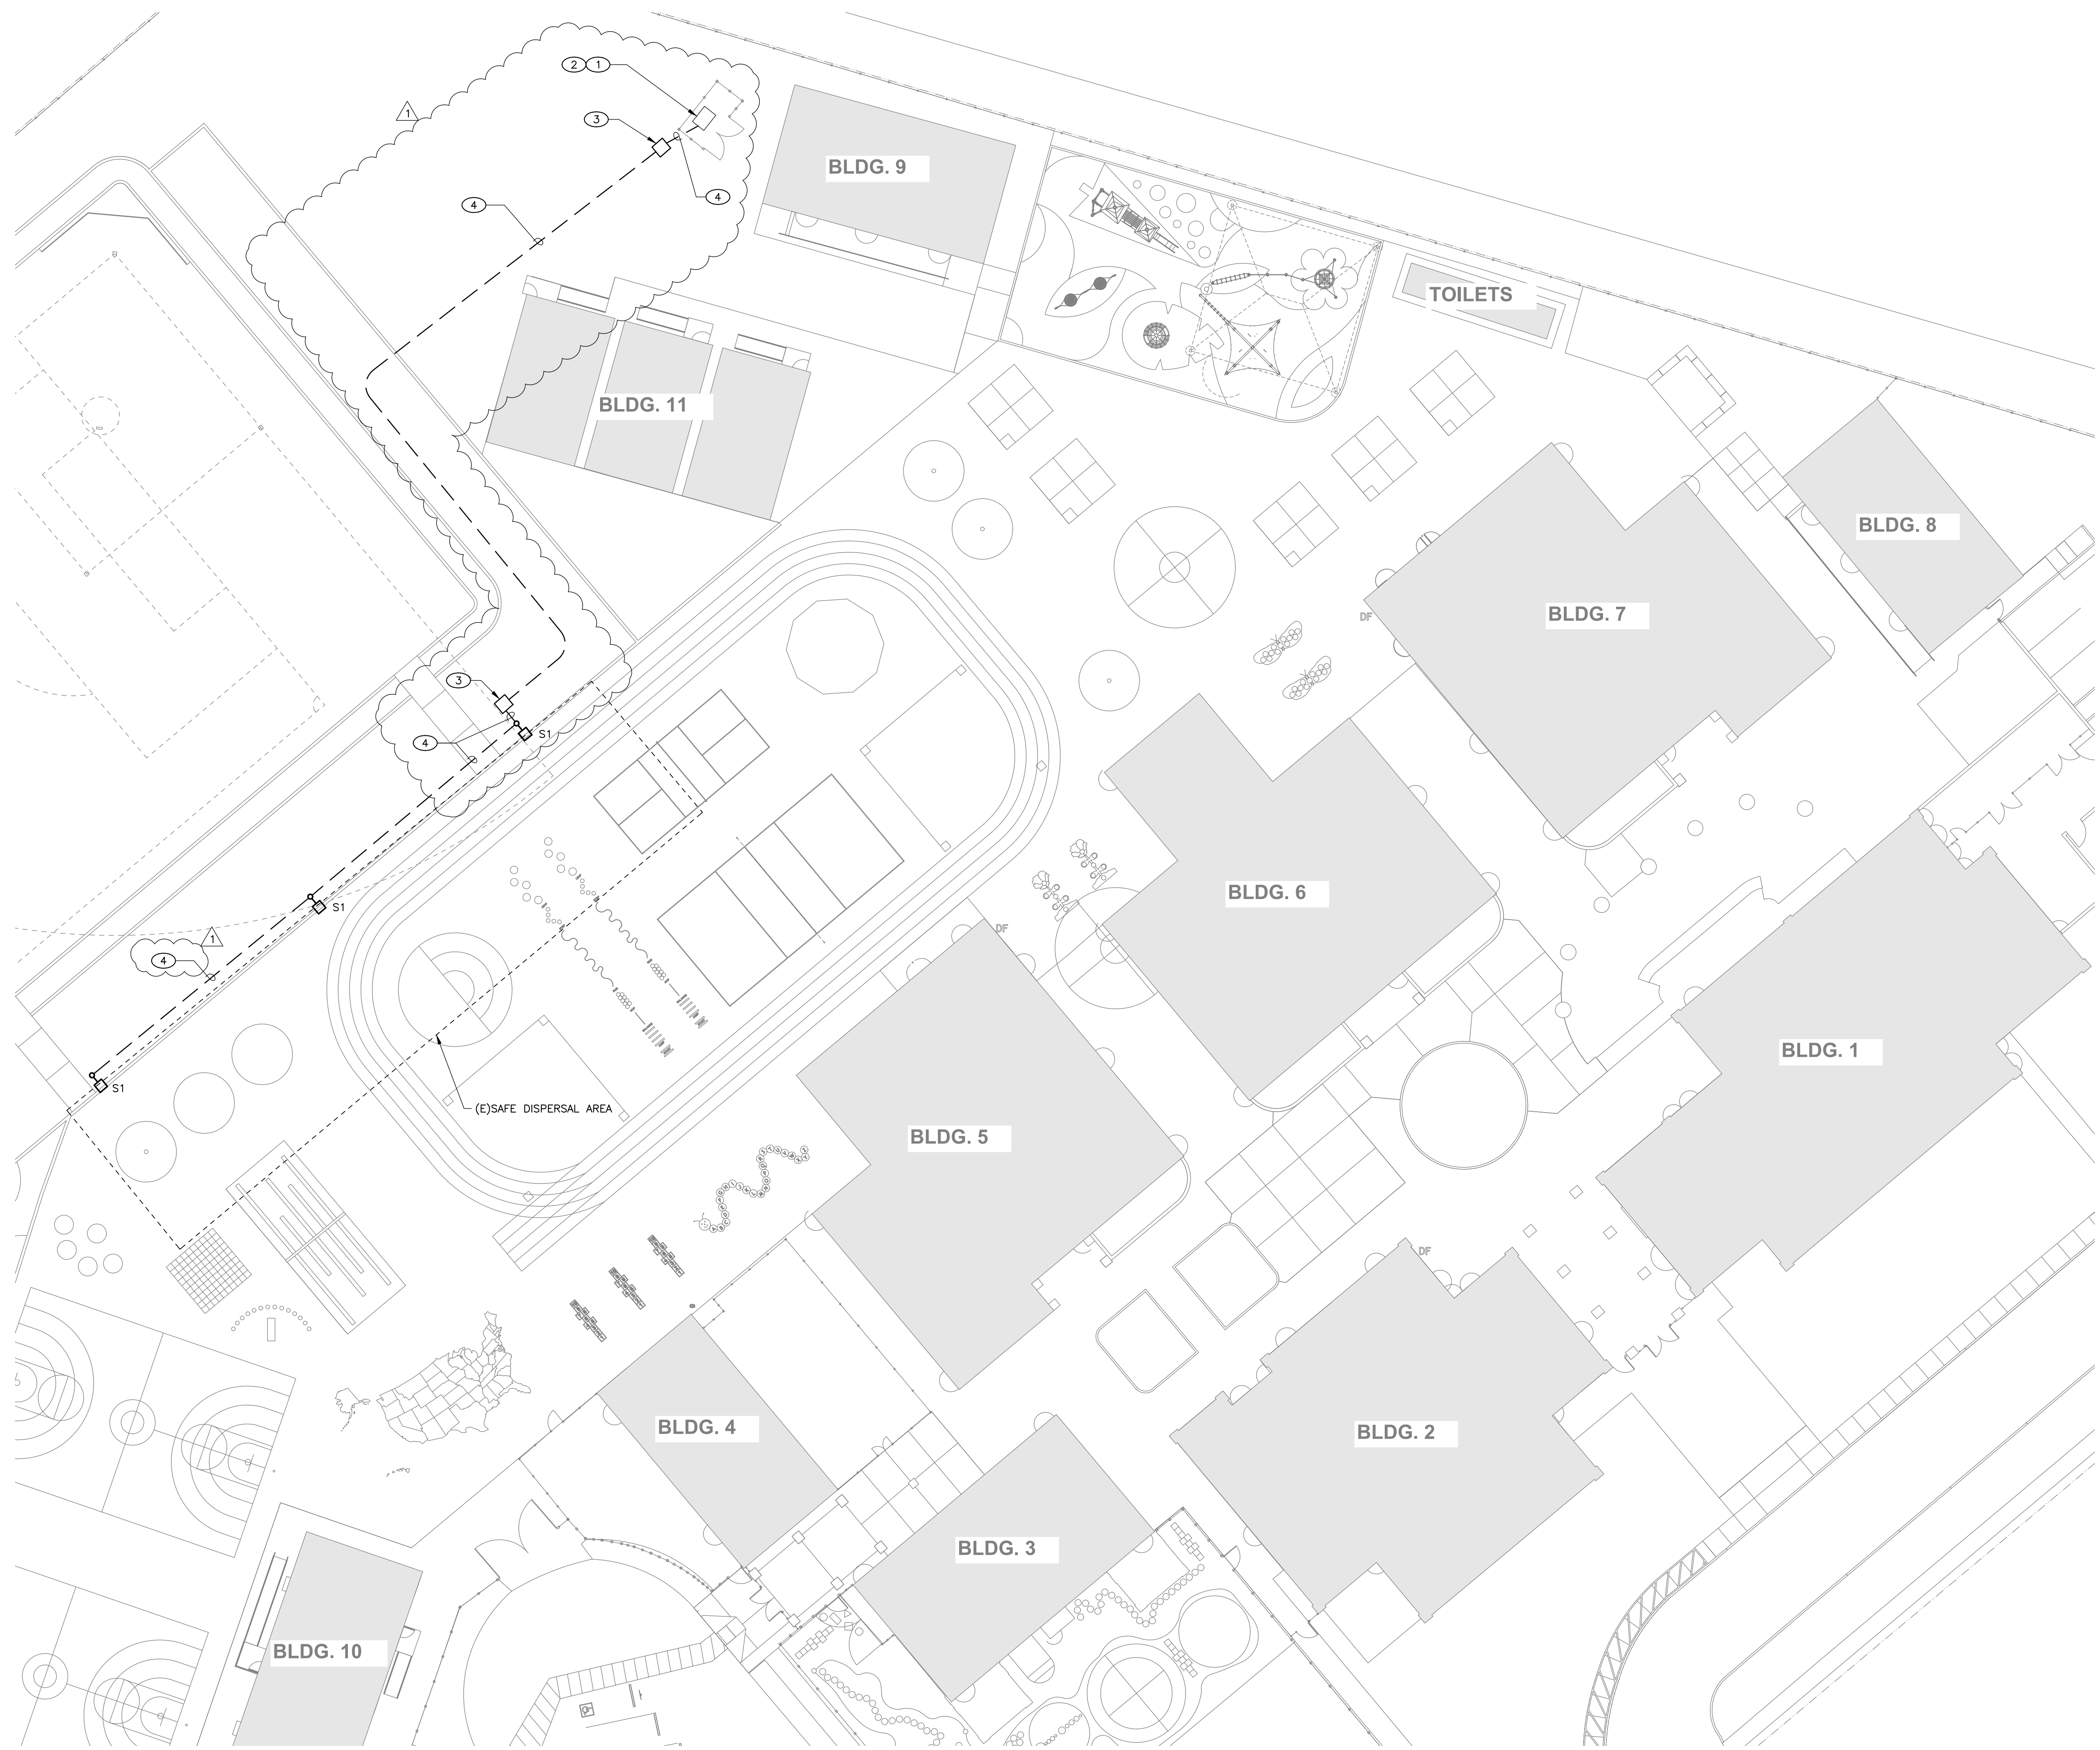 2 1
1
3
BLDG. 9
4
4
TOILETS
BLDG. 11
BLDG. 8
BLDG. 7
DF
3
S1
4
BLDG. 6
S1
DF
1
4
BLDG. 1
S1
(E)SAFE DISPERSAL AREA
BLDG. 5
DF
BLDG. 4
BLDG. 2
BLDG. 3
BLDG. 10